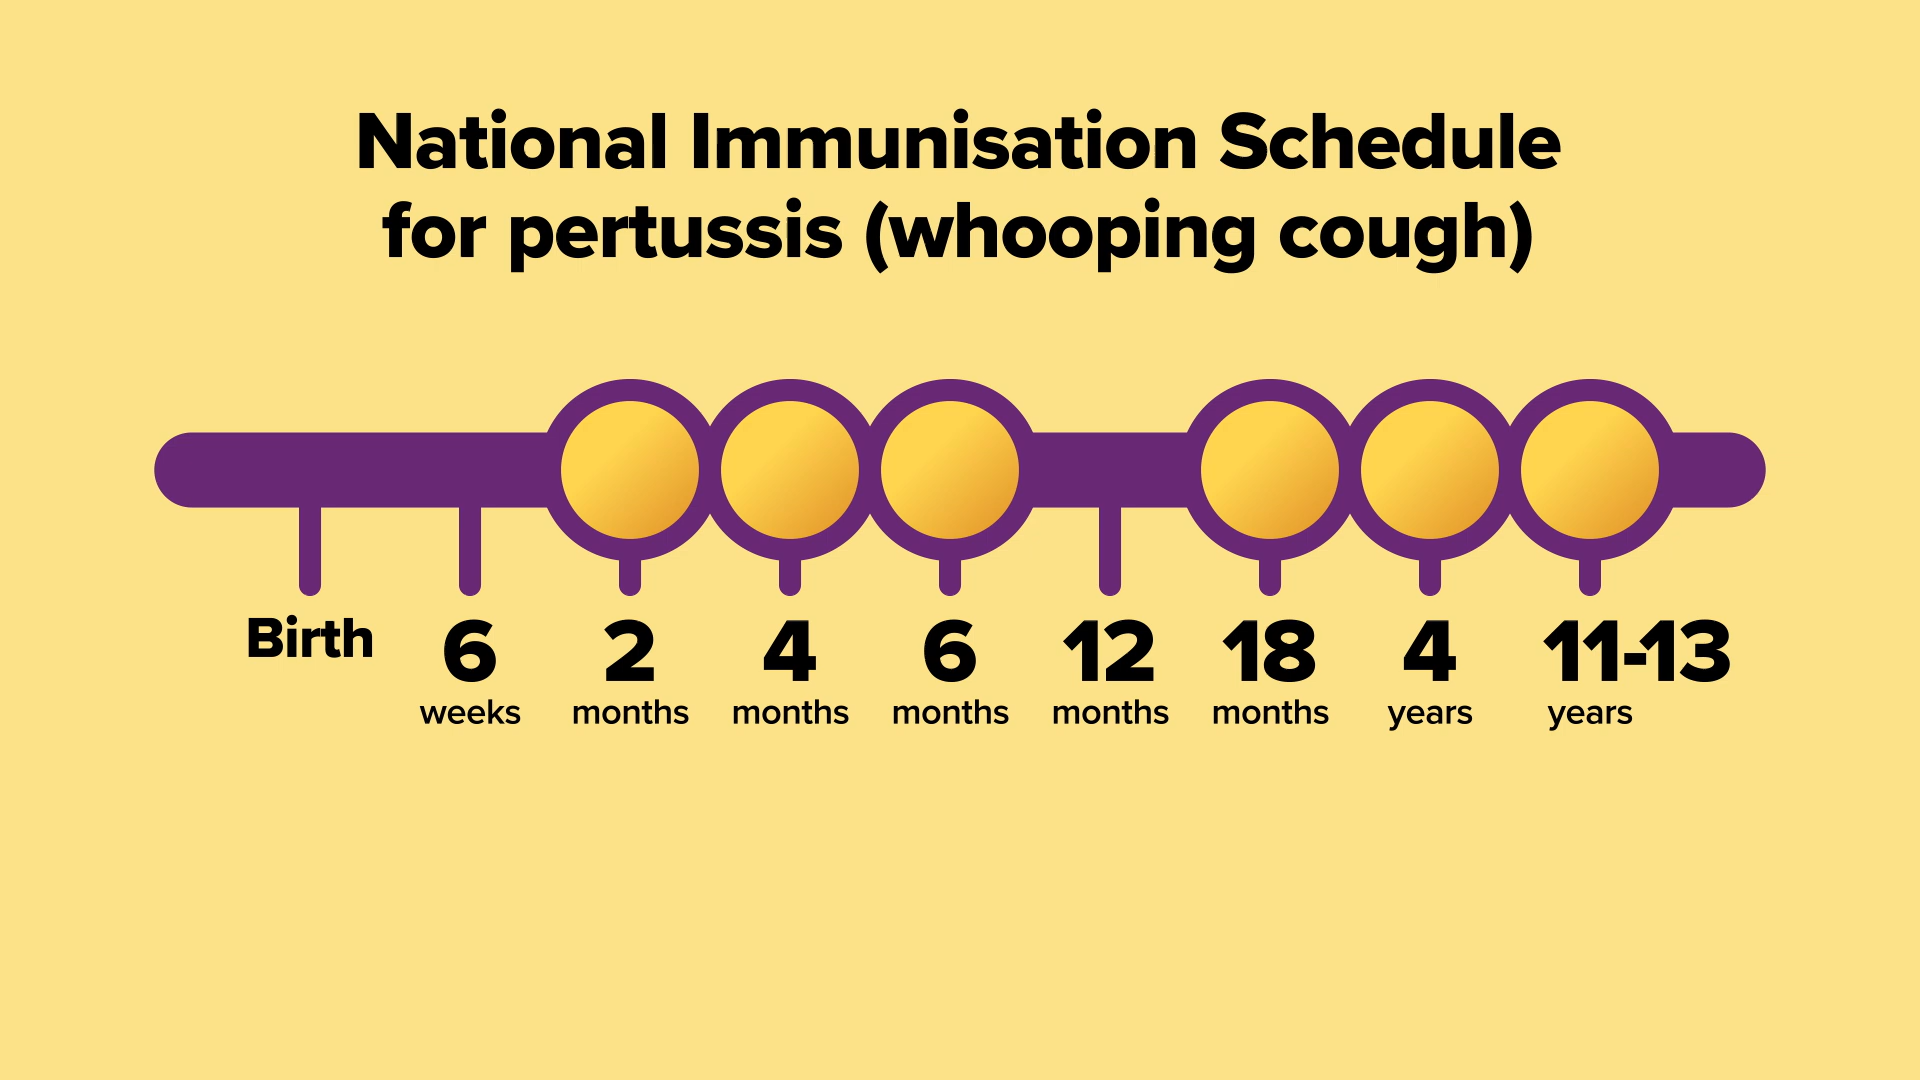 National Immunisation Schedule
for pertussis (whooping cough)
Birth 6 2 4 6 12 18 4 11-13
weeks months months months months months years years